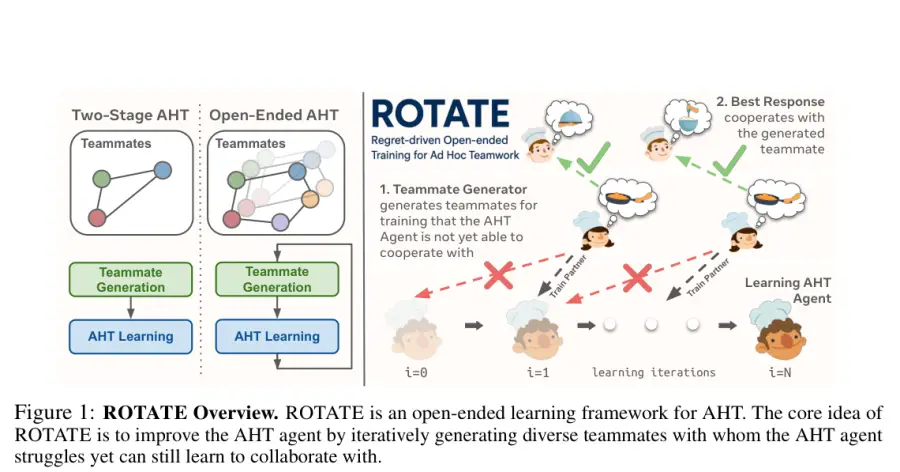 Two-Stage AHT
Teammates
Teammate
Generation
AHT Learning
Open-Ended AHT
Teammates
Teammate
Generation
AHT Learning
ROTATE
Regret-driven Open-ended
Training for Ad Hoc Teamwork
1. Teammate Generator
generates teammates for
training that the AHT
Agent is not yet able to
cooperate with
2. Best Response
cooperates with
the generated
teammate
Train Partner
Train Partner
Learning AHT
Agent
i=0
i=1
learning iterations
i=N
Figure 1: ROTATE Overview. ROTATE is an open-ended learning framework for AHT. The core idea of
ROTATE is to improve the AHT agent by iteratively generating diverse teammates with whom the AHT agent
struggles yet can still learn to collaborate with.